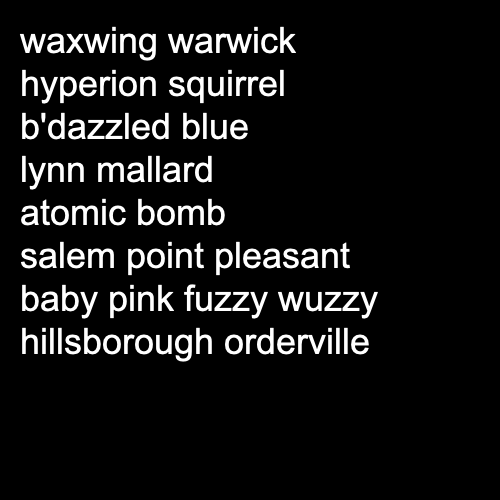 waxwing warwick
hyperion squirrel
b'dazzled blue
lynn mallard
atomic bomb
salem point pleasant
baby pink fuzzy wuzzy
hillsborough orderville